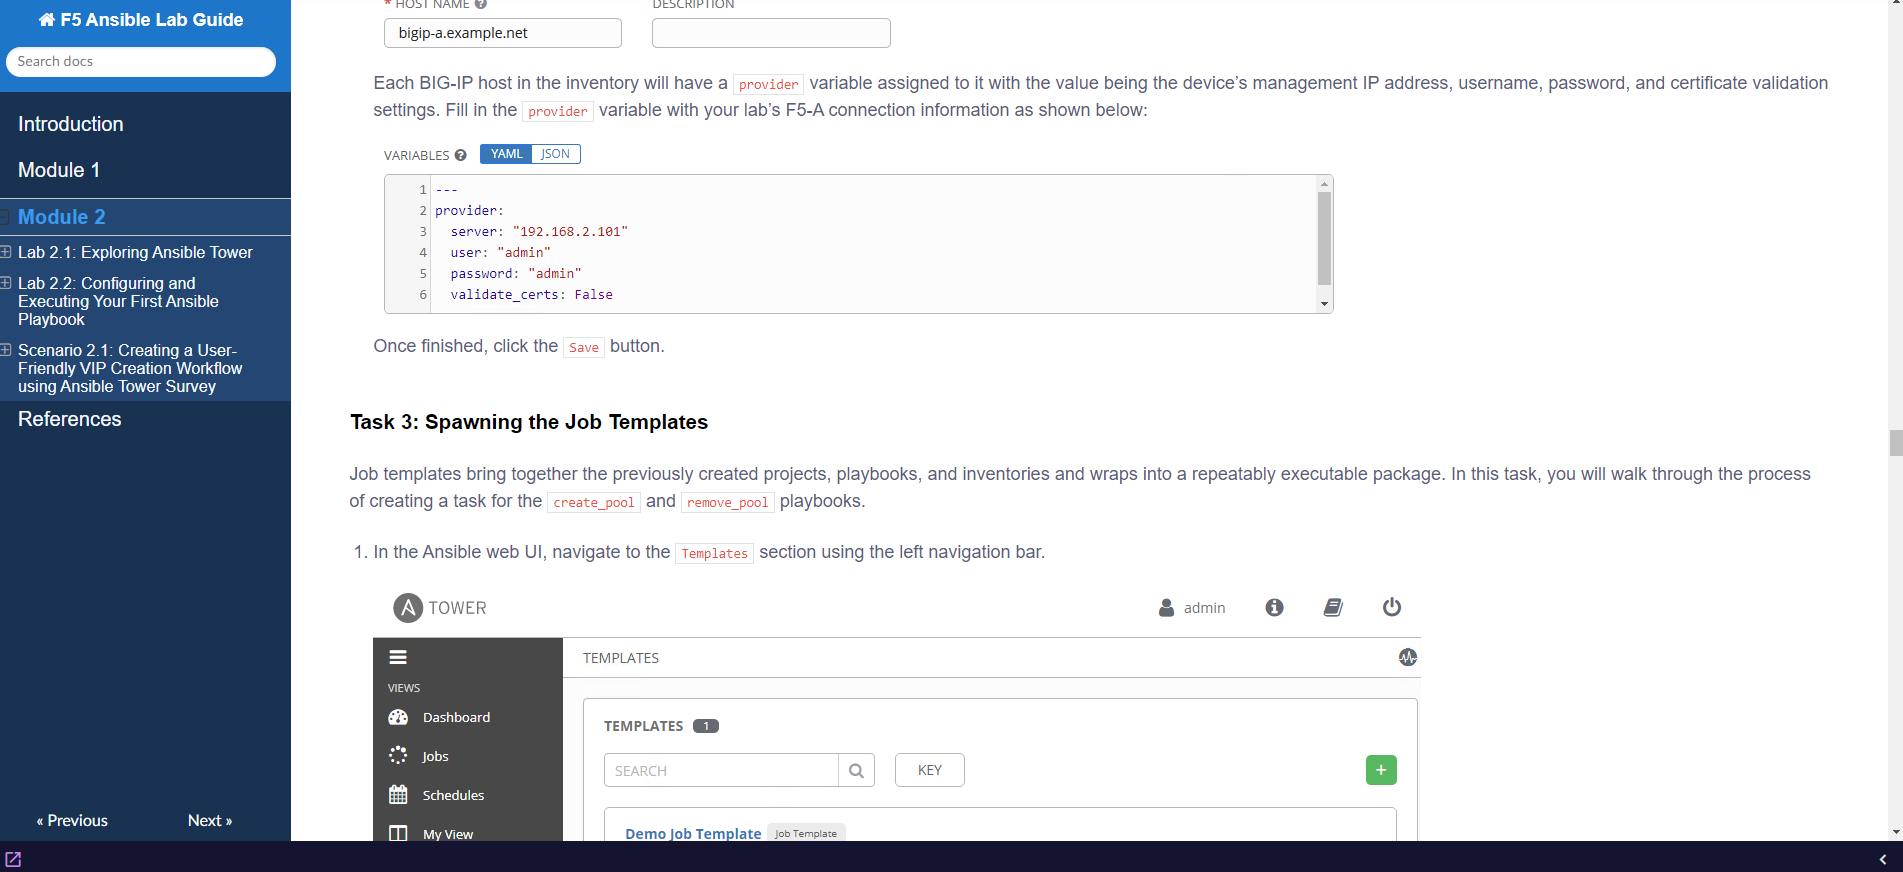 F5 Ansible Lab Guide
Search docs
Introduction
Module 1
Module 2
Lab 2.1: Exploring Ansible Tower
Lab 2.2: Configuring and
Executing Your First Ansible
Playbook
Scenario 2.1: Creating a User-
Friendly VIP Creation Workflow
using Ansible Tower Survey
References
« Previous Next »
* HOST NAME DESCRIPTION
bigip-a.example.net
Each BIG-IP host in the inventory will have a provider variable assigned to it with the value being the device’s management IP address, username, password, and certificate validation
settings. Fill in the provider variable with your lab’s F5-A connection information as shown below:
VARIABLES YAML JSON
1 ---
2 provider:
3 server: "192.168.2.101"
4 user: "admin"
5 password: "admin"
6 validate_certs: False
Once finished, click the Save button.
Task 3: Spawning the Job Templates
Job templates bring together the previously created projects, playbooks, and inventories and wraps into a repeatably executable package. In this task, you will walk through the process
of creating a task for the create_pool and remove_pool playbooks.
1. In the Ansible web UI, navigate to the Templates section using the left navigation bar.
A TOWER admin
TEMPLATES
VIEWS
Dashboard
Jobs
Schedules
My View
TEMPLATES 1
SEARCH KEY +
Demo Job Template Job Template